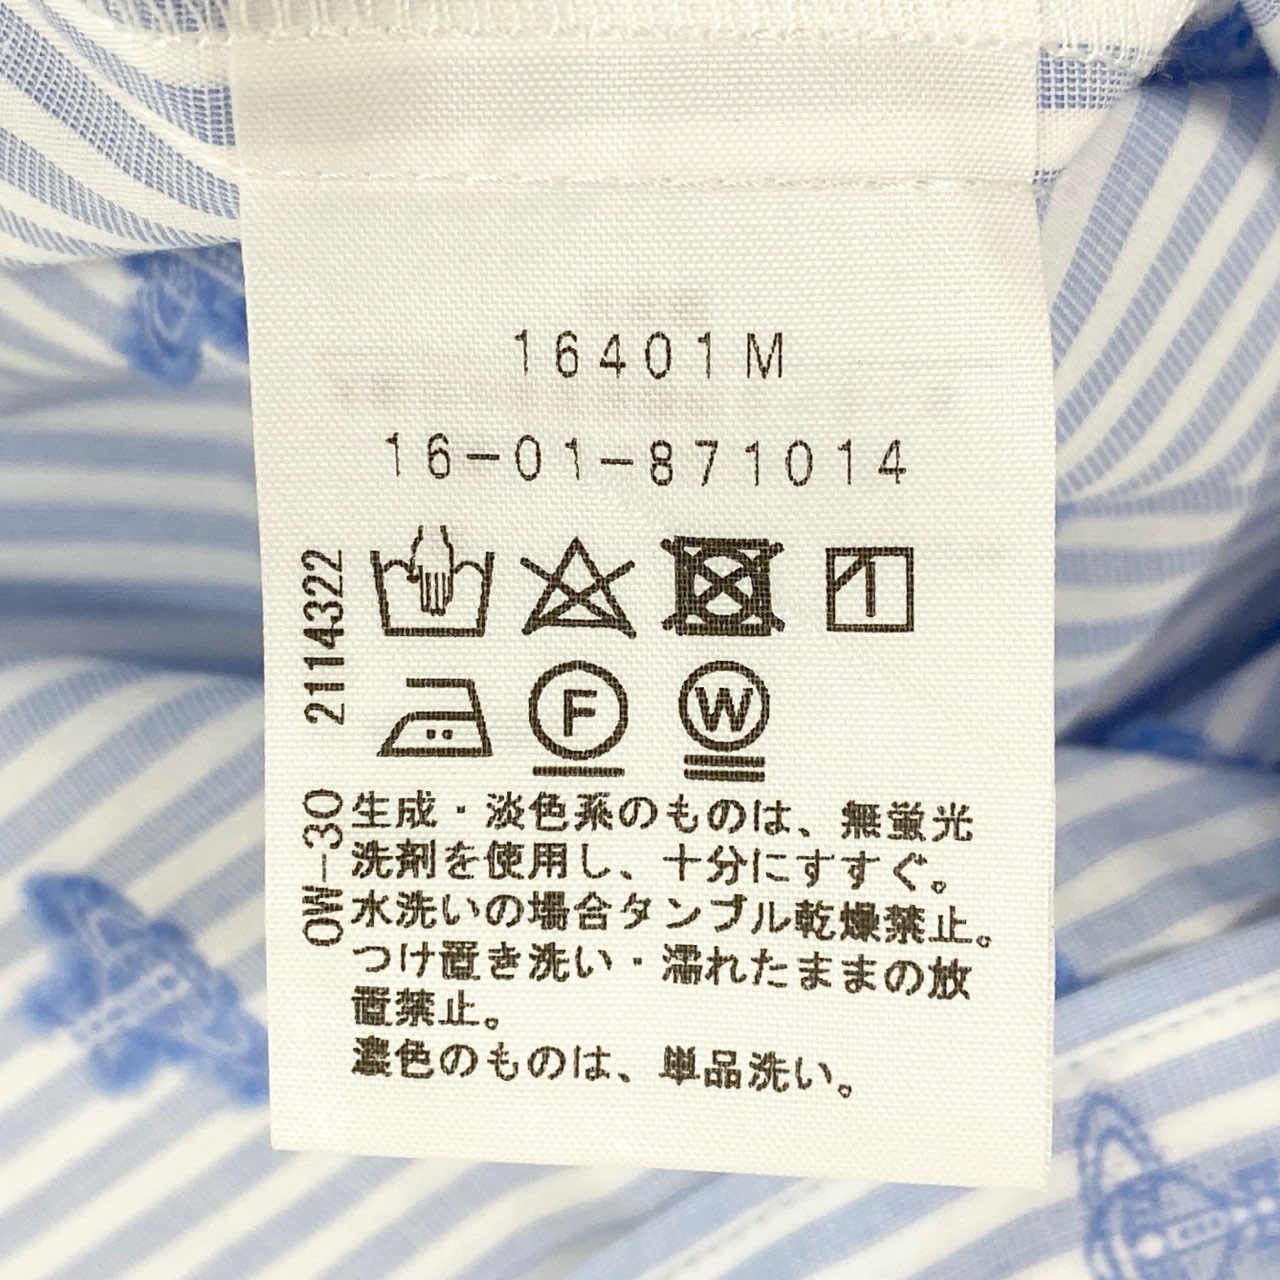 16401M
16-01-871014
2114322
OW-30
F
W
生成・淡色系のものは、無蛍光
洗剤を使用し、十分にすすぐ。
水洗いの場合タンブル乾燥禁止。
つけ置き洗い・濡れたままの放
置禁止。
濃色のものは、単品洗い。